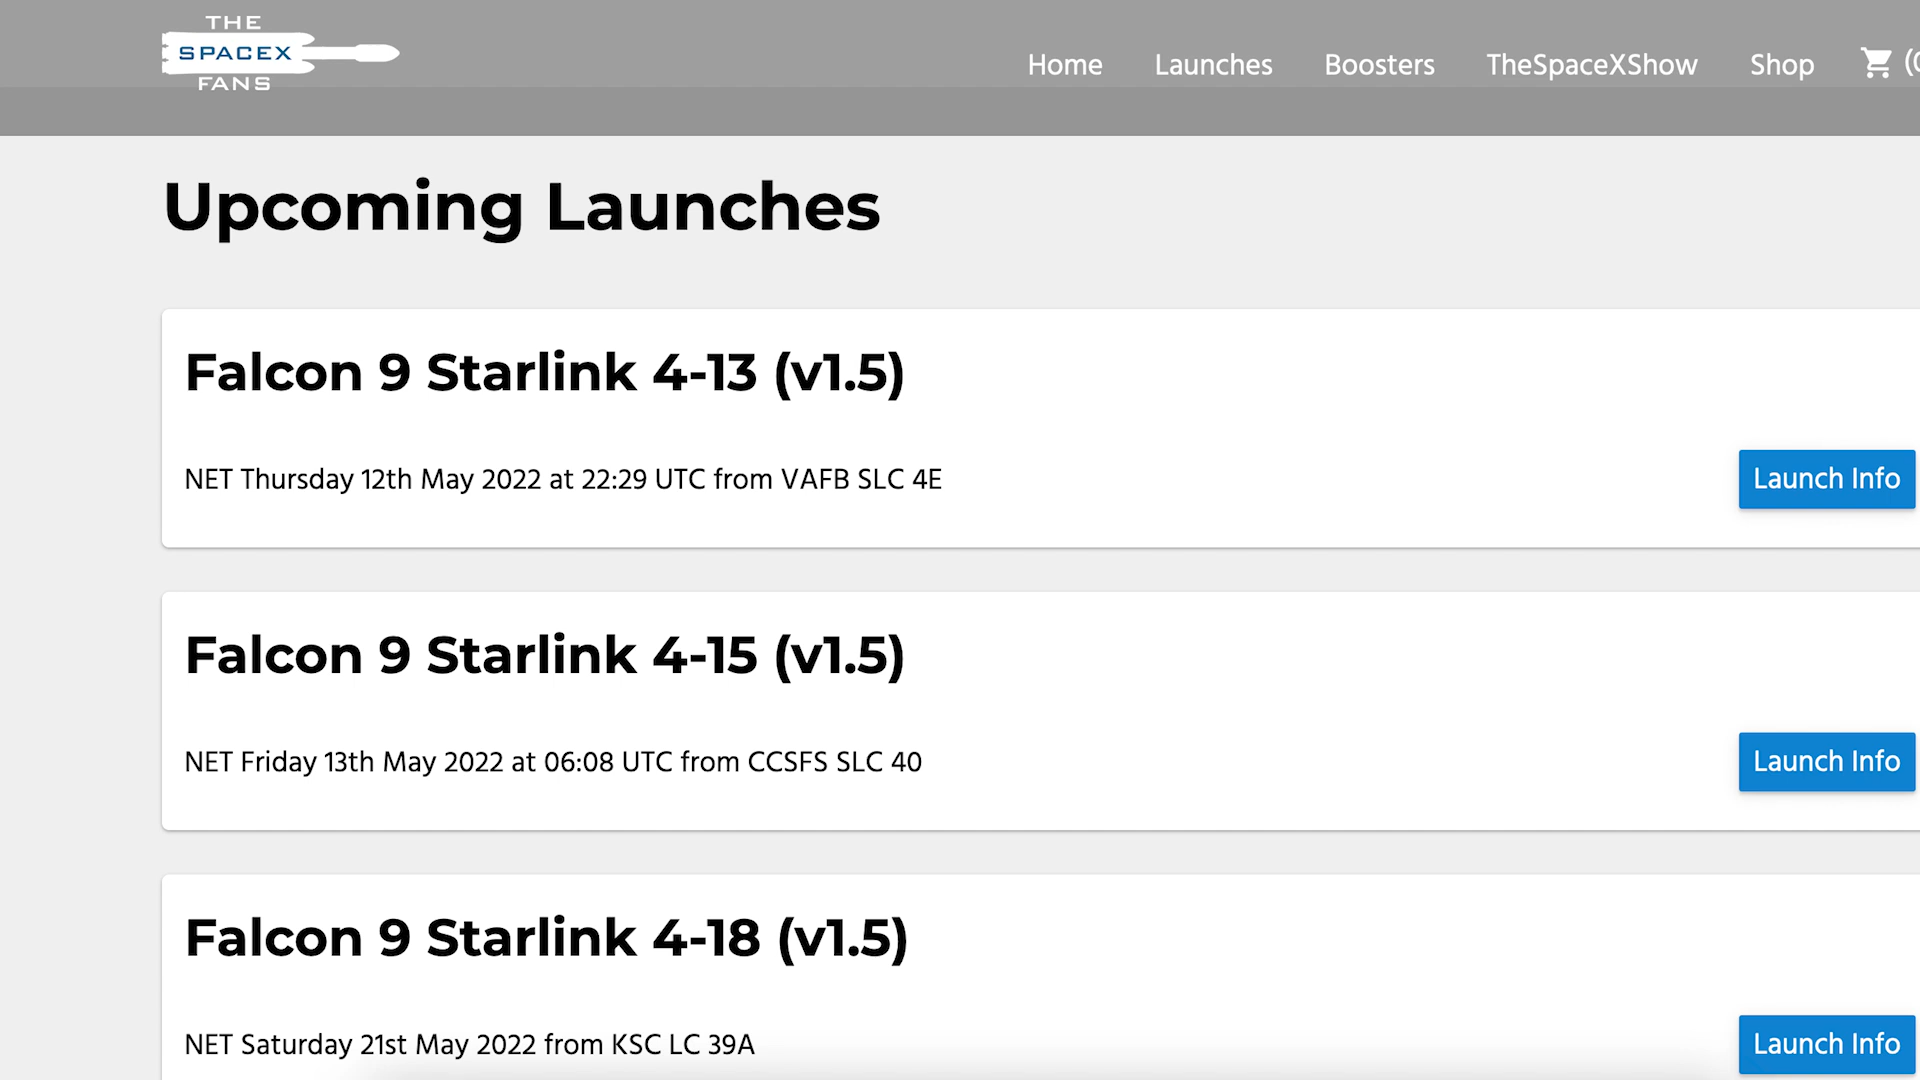 THE
SPACEX
FANS
Home Launches Boosters TheSpaceXShow Shop
Upcoming Launches
Falcon 9 Starlink 4-13 (v1.5)
NET Thursday 12th May 2022 at 22:29 UTC from VAFB SLC 4E
Launch Info
Falcon 9 Starlink 4-15 (v1.5)
NET Friday 13th May 2022 at 06:08 UTC from CCSFS SLC 40
Launch Info
Falcon 9 Starlink 4-18 (v1.5)
NET Saturday 21st May 2022 from KSC LC 39A
Launch Info